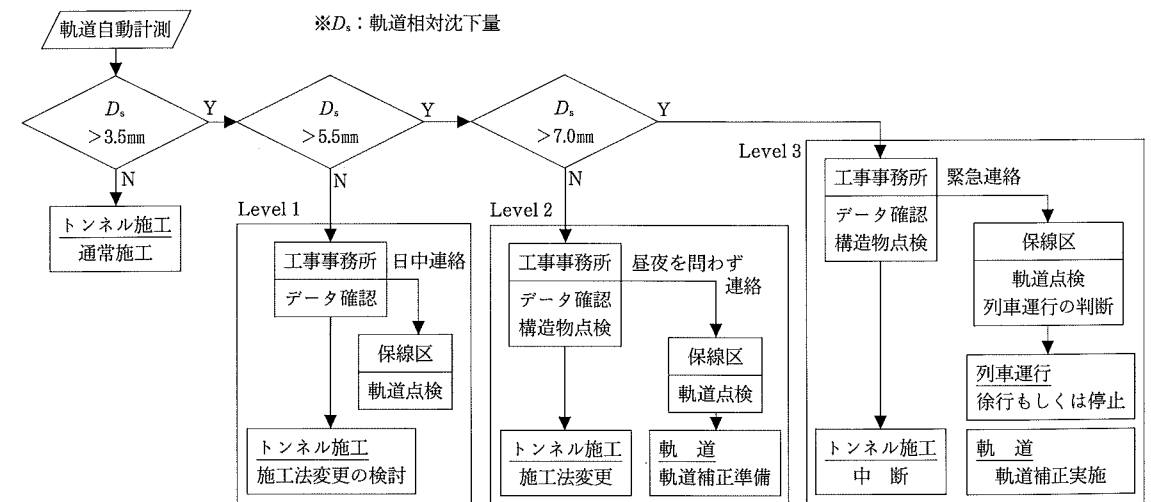 軌道自動計測
※Ds：軌道相対沈下量
Ds
＞3.5㎜
Y
N
トンネル施工
通常施工
Ds
＞5.5㎜
Y
N
Level 1
工事事務所
日中連絡
データ確認
保線区
軌道点検
トンネル施工
施工法変更の検討
Ds
＞7.0㎜
Y
N
Level 2
工事事務所
昼夜を問わず
連絡
データ確認
構造物点検
保線区
軌道点検
トンネル施工
施工法変更
軌　道
軌道補正準備
Level 3
工事事務所
緊急連絡
データ確認
構造物点検
保線区
軌道点検
列車運行の判断
列車運行
徐行もしくは停止
トンネル施工
中　断
軌　道
軌道補正実施